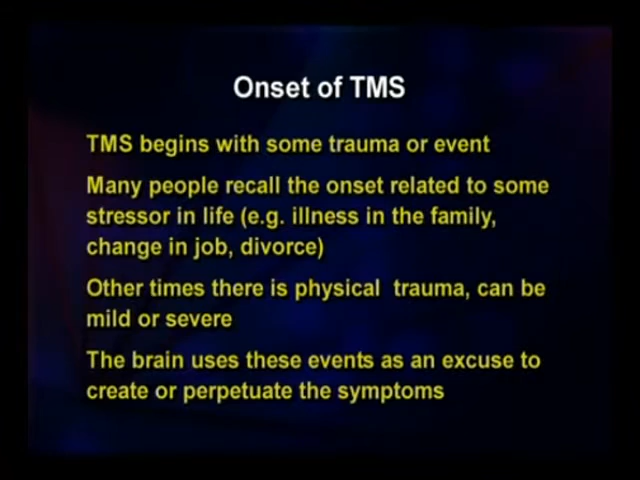 Onset of TMS
TMS begins with some trauma or event
Many people recall the onset related to some
stressor in life (e.g. illness in the family,
change in job, divorce)
Other times there is physical trauma, can be
mild or severe
The brain uses these events as an excuse to
create or perpetuate the symptoms